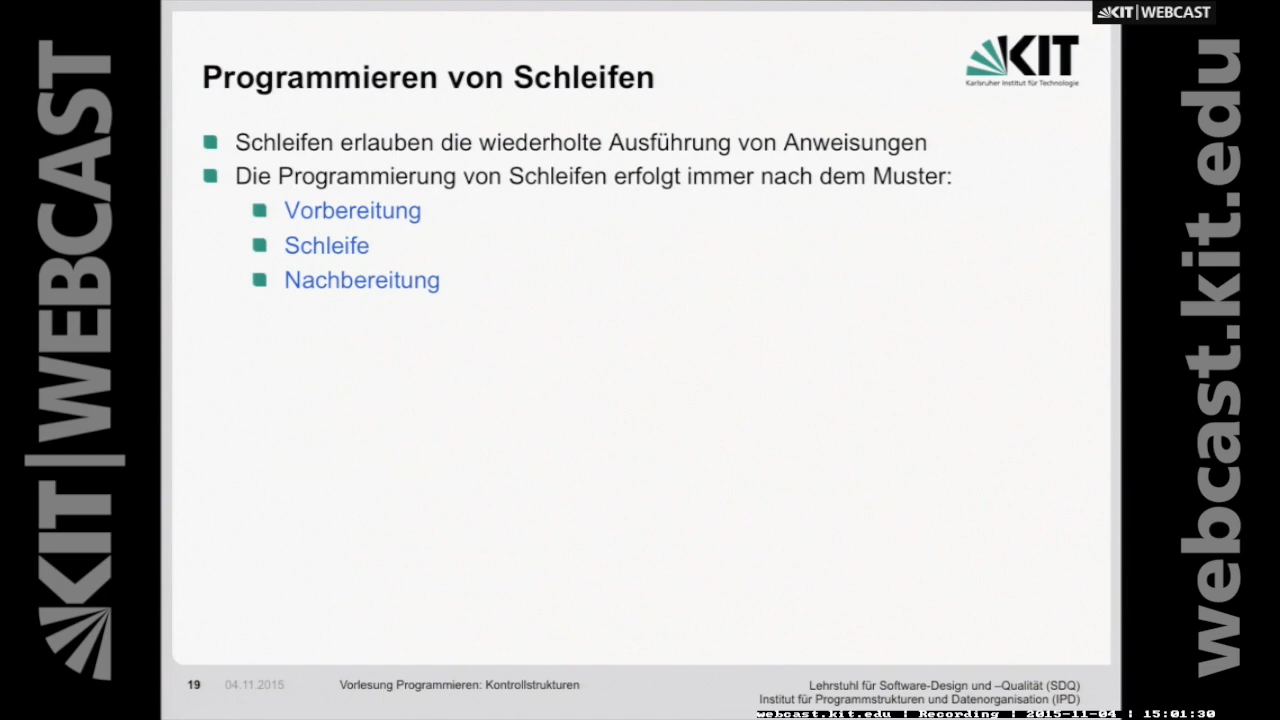 KIT|WEBCAST
KIT
Karlsruher Institut für Technologie
Programmieren von Schleifen
Schleifen erlauben die wiederholte Ausführung von Anweisungen
Die Programmierung von Schleifen erfolgt immer nach dem Muster:
Vorbereitung
Schleife
Nachbereitung
19 04.11.2015 Vorlesung Programmieren: Kontrollstrukturen
Lehrstuhl für Software-Design und –Qualität (SDQ)
Institut für Programmstrukturen und Datenorganisation (IPD)
webcast.kit.edu | Recording | 2015-11-04 | 15:01:30
KIT|WEBCAST
webcast.kit.edu